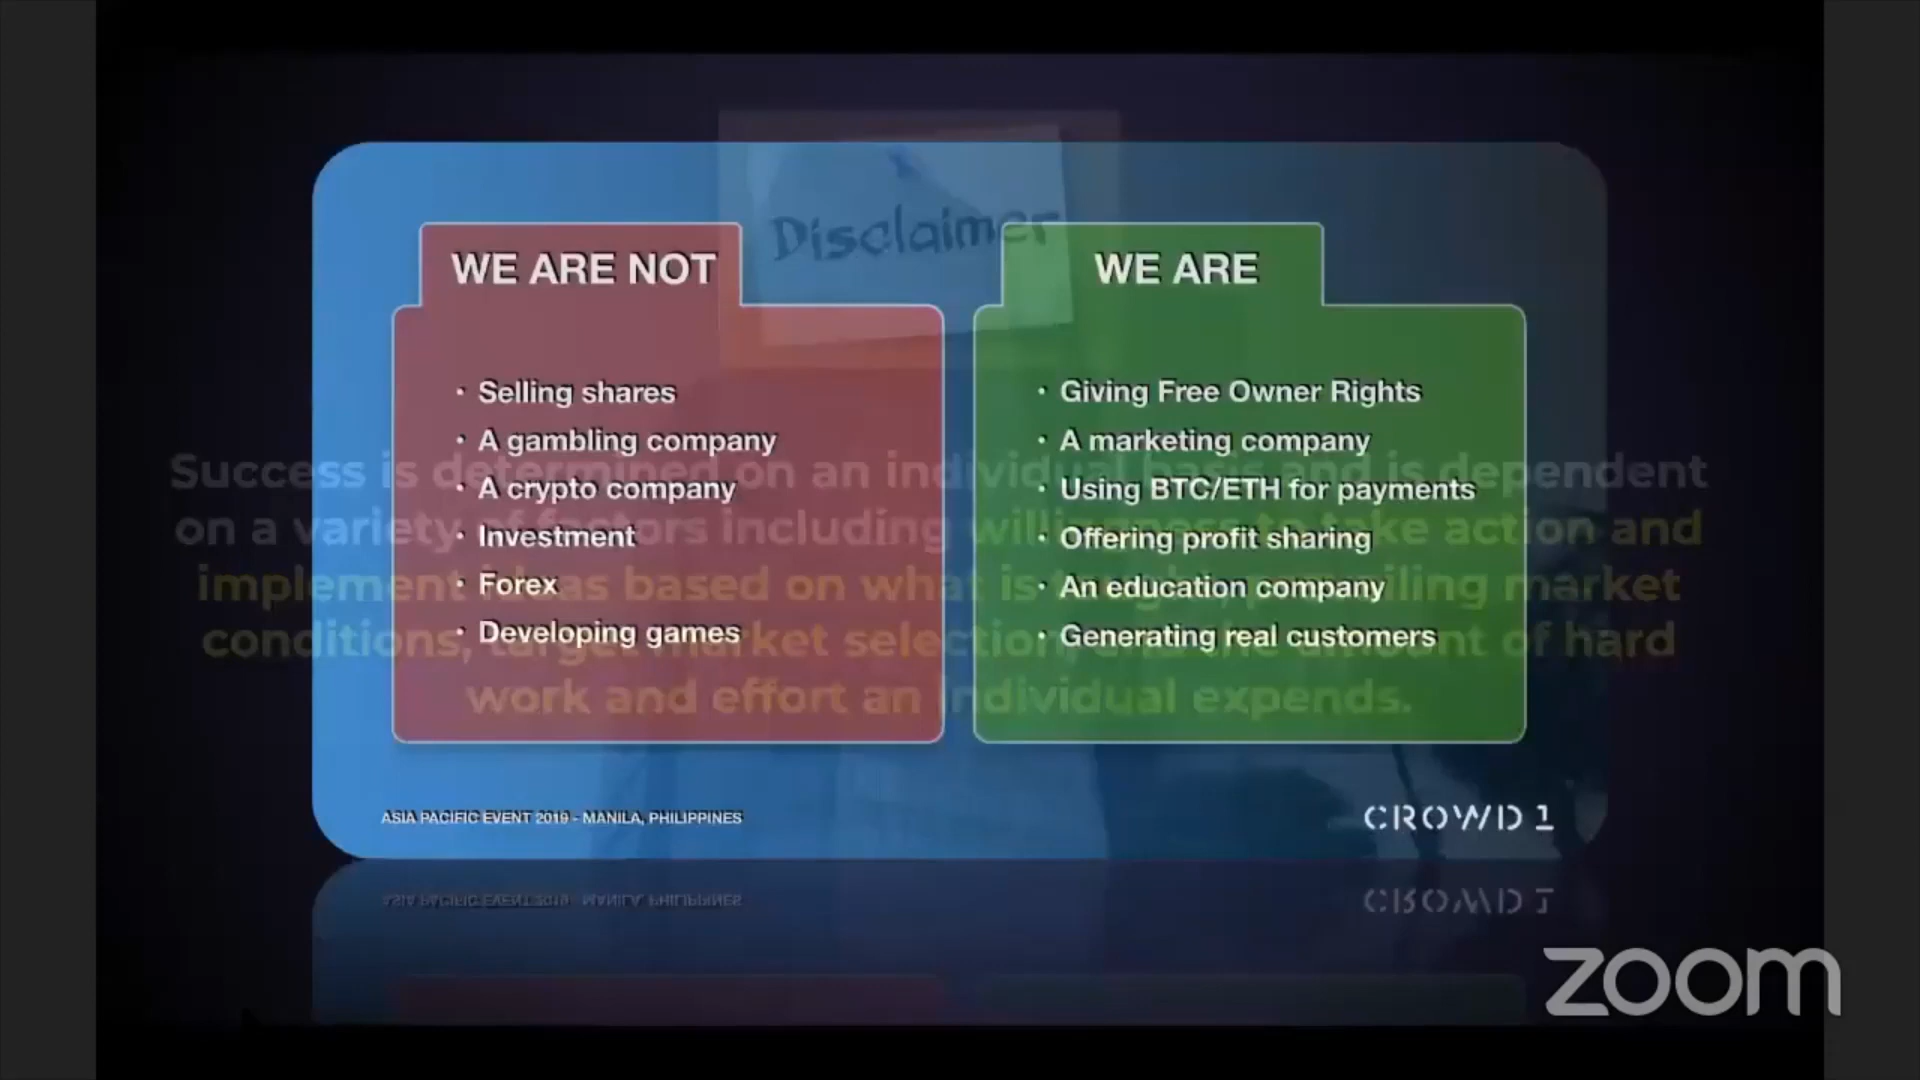 Disclaimer
WE ARE NOT
Selling shares
A gambling company
A crypto company
Investment
Forex
Developing games
WE ARE
Giving Free Owner Rights
A marketing company
Using BTC/ETH for payments
Offering profit sharing
An education company
Generating real customers
Success is determined on an individual basis and is dependent
on a variety of factors including willingness to take action and
implement ideas based on what is market
conditions, target market selection amount of hard
work and effort an individual expends.
ASIA PACIFIC EVENT 2019 - MANILA, PHILIPPINES
CROWD 1
zoom